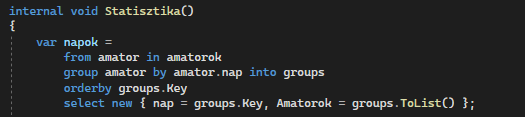 internal void Statisztika()
{
var napok =
from amator in amatorok
group amator by amator.nap into groups
orderby groups.Key
select new { nap = groups.Key, Amatorok = groups.ToList() };